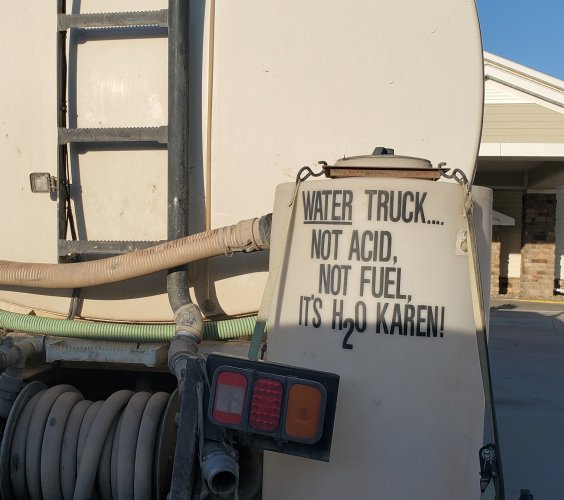 WATER TRUCK....
NOT ACID,
NOT FUEL,
IT'S H₂O KAREN!